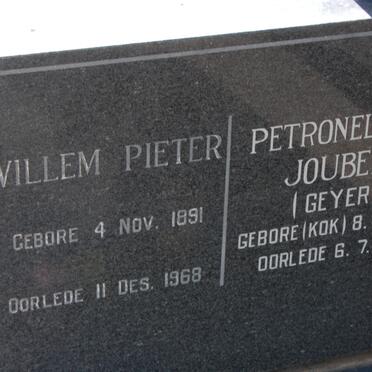 WILLEM PIETER
GEBORE 4 NOV. 1891
OORLEDE 11 DES. 1968
PETRONEL
JOUBE
(GEYER
GEBORE (KOK) 8.
OORLEDE 6. 7.